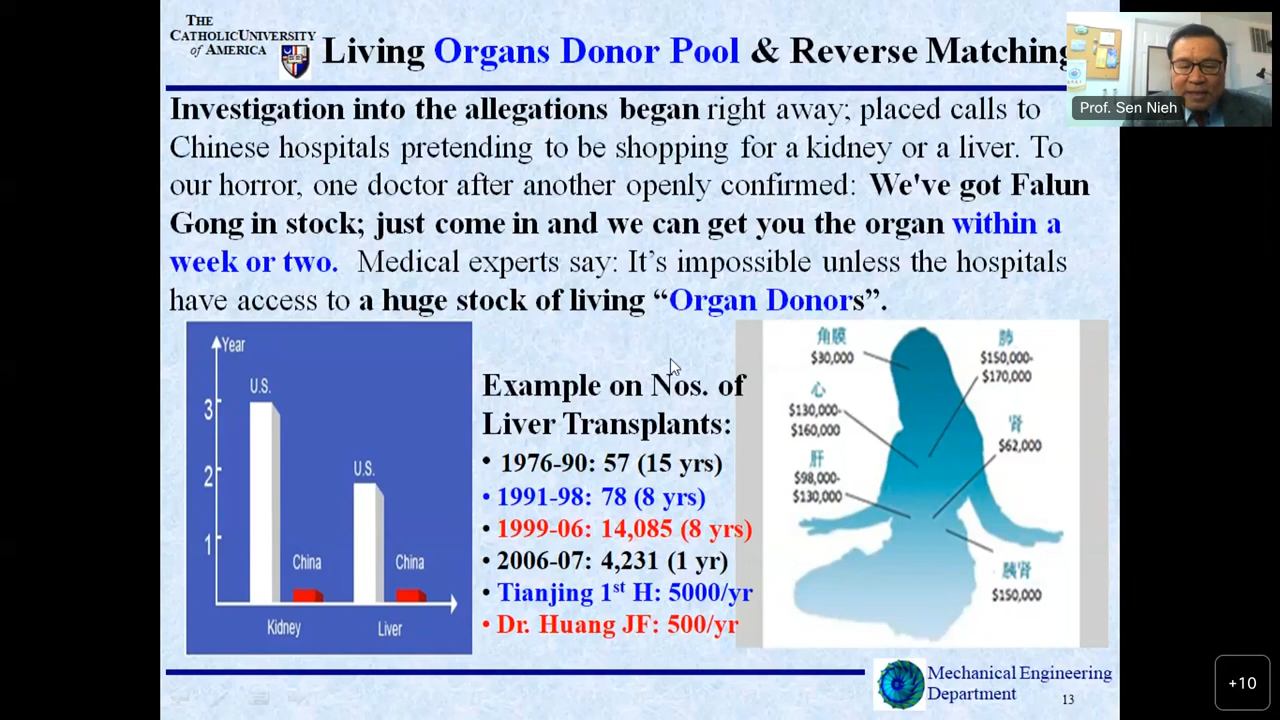 THE
CATHOLIC UNIVERSITY
of AMERICA
Living Organs Donor Pool & Reverse Matching
Prof. Sen Nieh
Investigation into the allegations began right away; placed calls to
Chinese hospitals pretending to be shopping for a kidney or a liver. To
our horror, one doctor after another openly confirmed: We've got Falun
Gong in stock; just come in and we can get you the organ within a
week or two. Medical experts say: It's impossible unless the hospitals
have access to a huge stock of living “Organ Donors”.
Year
3
2
1
U.S.
China
U.S.
China
Kidney
Liver
Example on Nos. of
Liver Transplants:
• 1976-90: 57 (15 yrs)
• 1991-98: 78 (8 yrs)
• 1999-06: 14,085 (8 yrs)
• 2006-07: 4,231 (1 yr)
• Tianjing 1st H: 5000/yr
• Dr. Huang JF: 500/yr
角膜
$30,000
心
$130,000-
$160,000
肝
$98,000-
$130,000
肺
$150,000-
$170,000
肾
$62,000
胰肾
$150,000
Mechanical Engineering
Department
13
+10